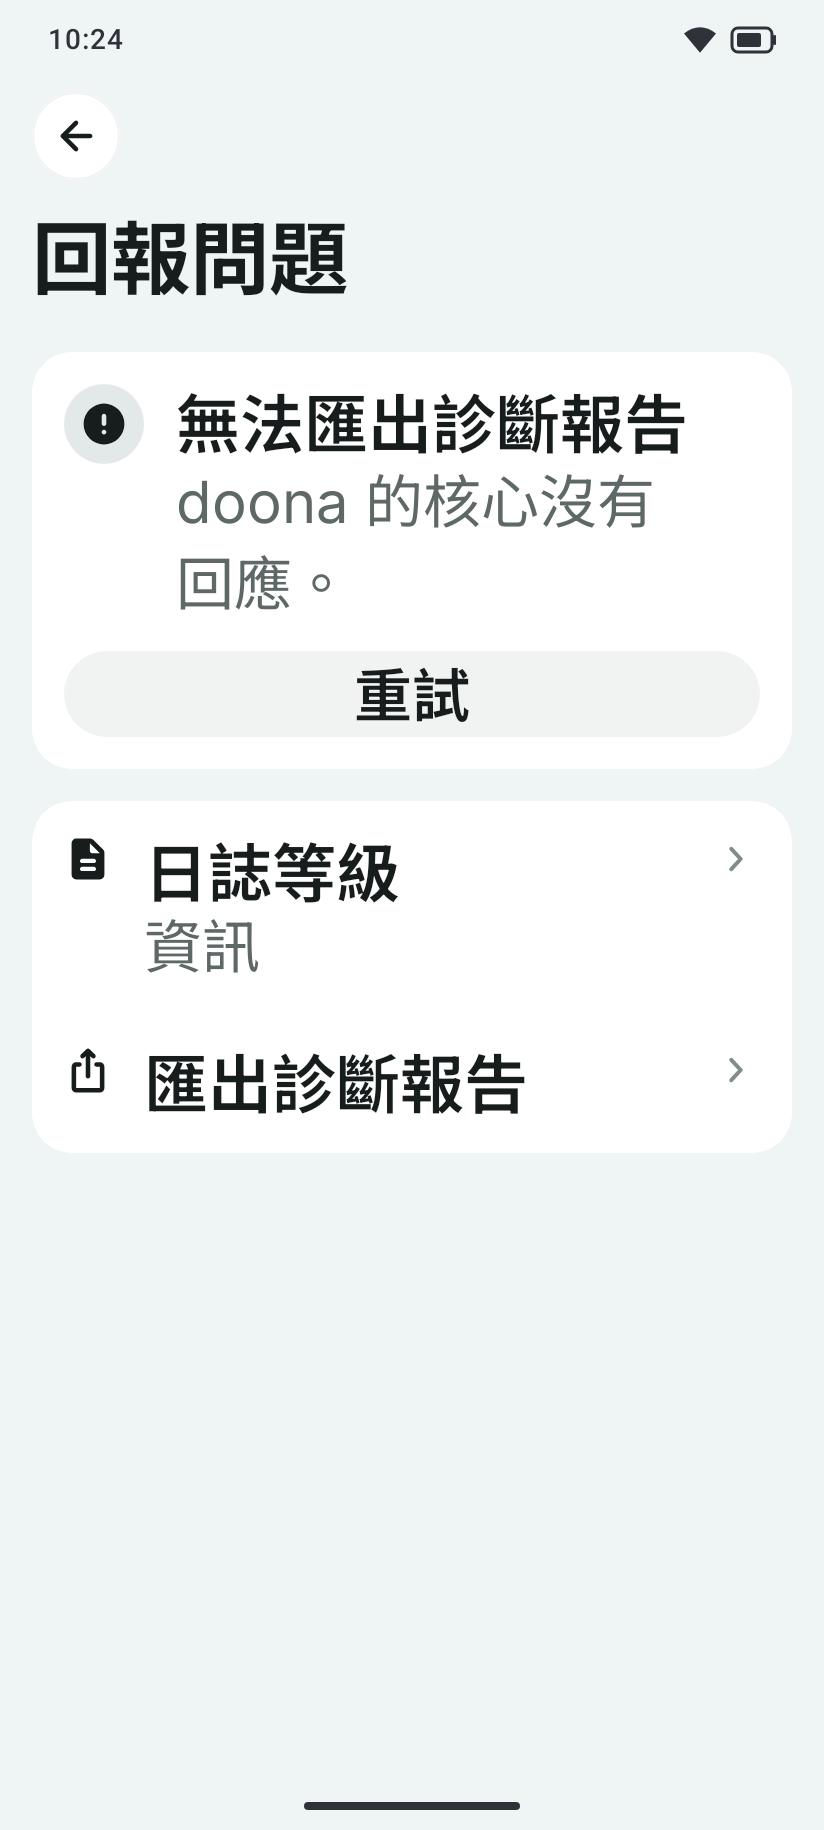 10:24
回報問題
無法匯出診斷報告
doona 的核心沒有
回應。
重試
日誌等級
資訊
匯出診斷報告